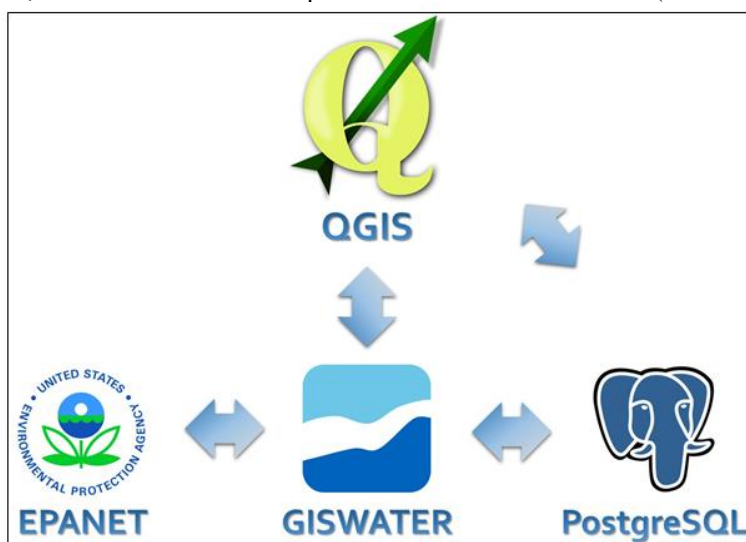 QGIS
UNITED STATES
ENVIRONMENTAL PROTECTION AGENCY
EPANET
GISWATER
PostgreSQL